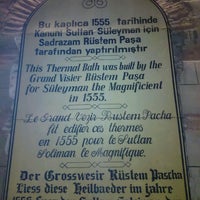 Bu kaplıca 1555 tarihinde
Kanuni Sultan Süleyman için
Sadrazam Rüstem Paşa
tarafından yaptırılmıştır
This Thermal Bath was built by the
Grand Visier Rüstem Paşa
for Süleyman the Magnificient
in 1555.
Le Grand Vezir Rustem Pacha
fit edifier ces thermes
en 1555 pour le Sultan
Soliman le Magnifique.
Der Grosswesir Rüstem Pascha
Liess diese Heilbaeder im jahre
1555